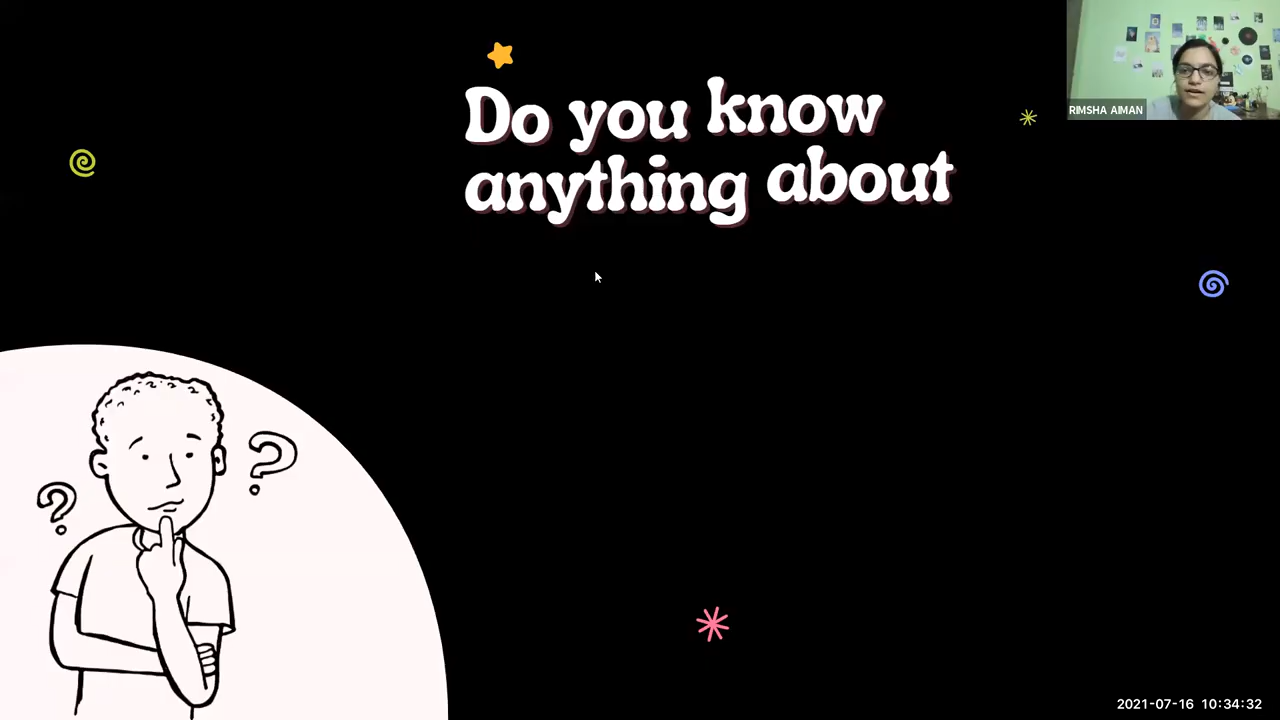 Do you know
anything about
RIMSHA AIMAN
? ?
2021-07-16 10:34:32